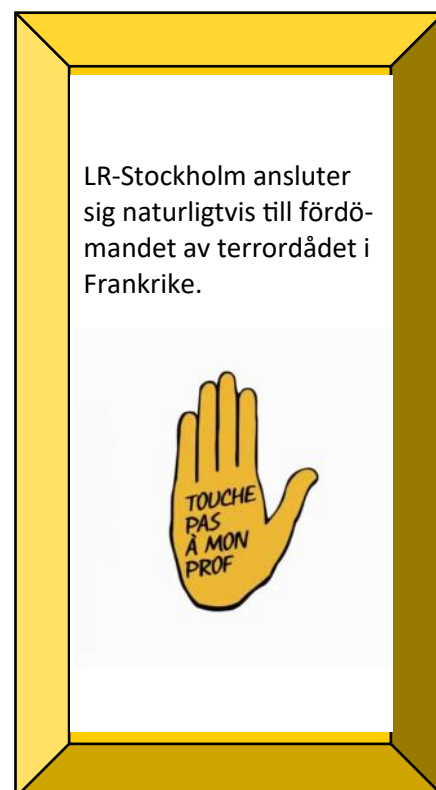 LR-Stockholm ansluter
sig naturligtvis till fördö-
mandet av terrordådet i
Frankrike.
TOUCHE
PAS
À MON
PROF